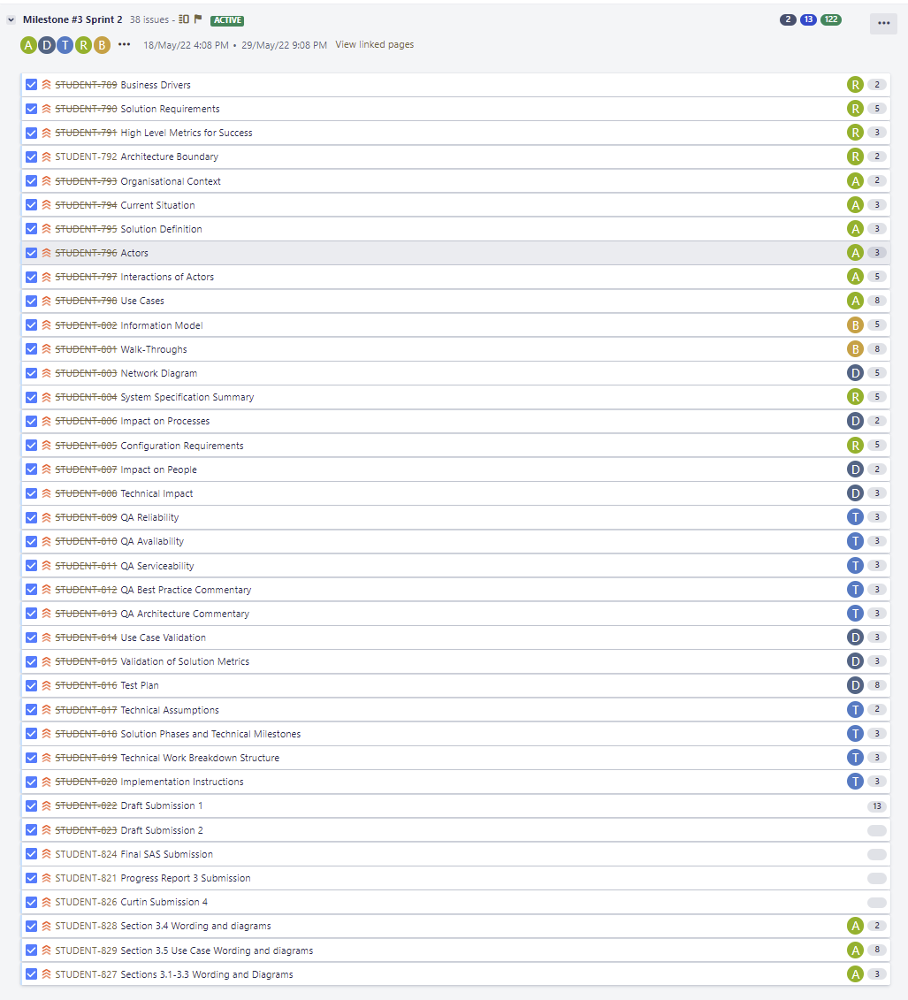 Milestone #3 Sprint 2 38 issues - ACTIVE 2 13 122
A D T R B ••• 18/May/22 4:08 PM • 29/May/22 9:08 PM View linked pages
STUDENT-789 Business Drivers R 2
STUDENT-790 Solution Requirements R 5
STUDENT-791 High Level Metrics for Success R 3
STUDENT-792 Architecture Boundary R 2
STUDENT-793 Organisational Context A 2
STUDENT-794 Current Situation A 3
STUDENT-795 Solution Definition A 3
STUDENT-796 Actors A 3
STUDENT-797 Interactions of Actors A 5
STUDENT-798 Use Cases A 8
STUDENT-802 Information Model B 5
STUDENT-801 Walk-Throughs B 8
STUDENT-803 Network Diagram D 5
STUDENT-804 System Specification Summary R 5
STUDENT-806 Impact on Processes D 2
STUDENT-805 Configuration Requirements R 5
STUDENT-807 Impact on People D 2
STUDENT-808 Technical Impact D 3
STUDENT-809 QA Reliability T 3
STUDENT-810 QA Availability T 3
STUDENT-811 QA Serviceability T 3
STUDENT-812 QA Best Practice Commentary T 3
STUDENT-813 QA Architecture Commentary T 3
STUDENT-814 Use Case Validation D 3
STUDENT-815 Validation of Solution Metrics D 3
STUDENT-816 Test Plan D 8
STUDENT-817 Technical Assumptions T 2
STUDENT-818 Solution Phases and Technical Milestones T 3
STUDENT-819 Technical Work Breakdown Structure T 3
STUDENT-820 Implementation Instructions T 3
STUDENT-822 Draft Submission 1 13
STUDENT-823 Draft Submission 2
STUDENT-824 Final SAS Submission
STUDENT-821 Progress Report 3 Submission
STUDENT-826 Curtin Submission 4
STUDENT-828 Section 3.4 Wording and diagrams A 2
STUDENT-829 Section 3.5 Use Case Wording and diagrams A 8
STUDENT-827 Sections 3.1-3.3 Wording and Diagrams A 3